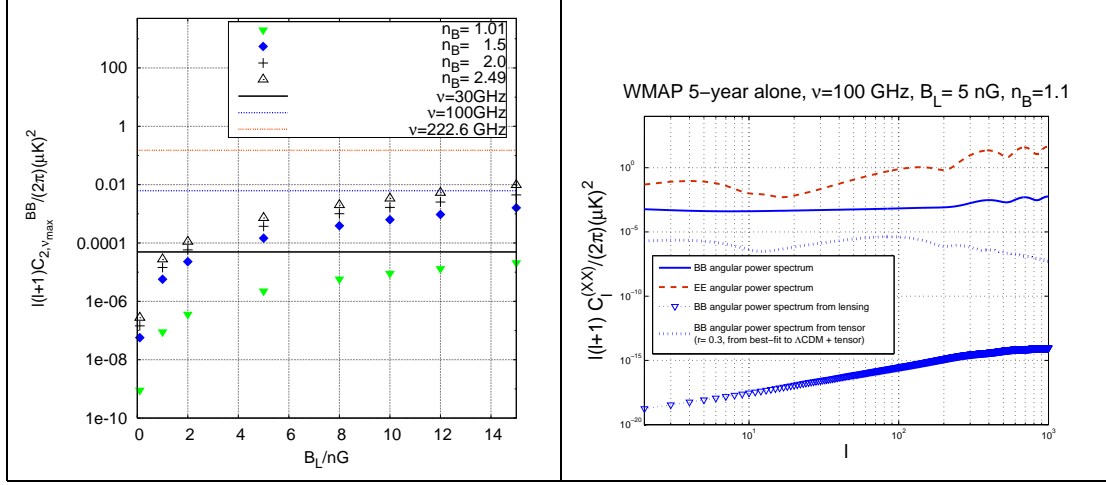 n_B= 1.01
n_B= 1.5
n_B= 2.0
n_B= 2.49
ν=30GHz
ν=100GHz
ν=222.6 GHz
l(l+1)C_{2,ν_max}^{BB}/(2π)(μK)^2
100
1
0.01
0.0001
1e-06
1e-08
1e-10
0 2 4 6 8 10 12 14
B_L/nG
WMAP 5−year alone, ν=100 GHz, B_L= 5 nG, n_B=1.1
l(l+1) C_l^{(XX)}/(2π)(μK)^2
10^0
10^{−5}
10^{−10}
10^{−15}
10^{−20}
BB angular power spectrum
EE angular power spectrum
BB angular power spectrum from lensing
BB angular power spectrum from tensor
(r= 0.3, from best−fit to ΛCDM + tensor)
10^1 10^2 10^3
l